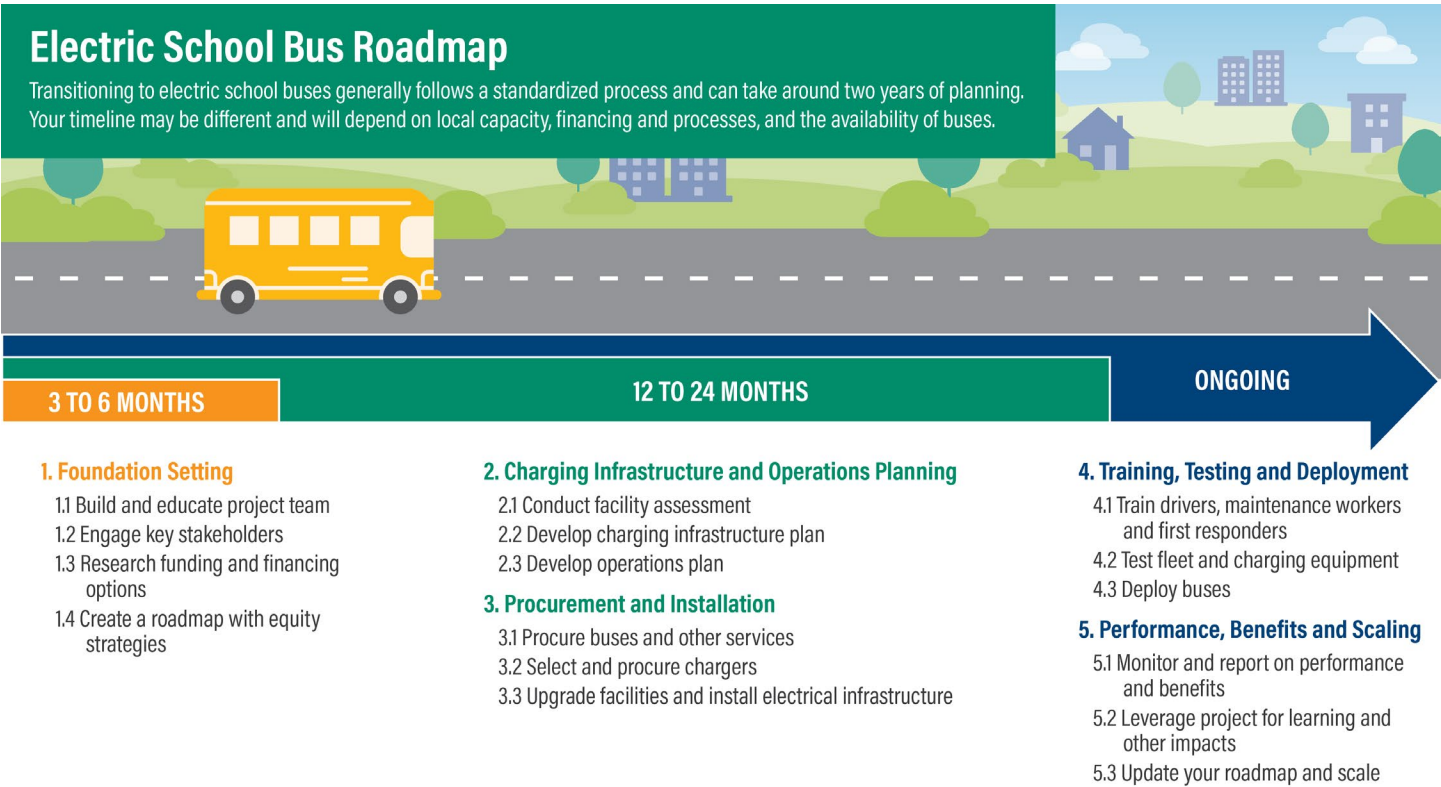 Electric School Bus Roadmap
Transitioning to electric school buses generally follows a standardized process and can take around two years of planning.
Your timeline may be different and will depend on local capacity, financing and processes, and the availability of buses.
3 TO 6 MONTHS
12 TO 24 MONTHS
ONGOING
1. Foundation Setting
1.1 Build and educate project team
1.2 Engage key stakeholders
1.3 Research funding and financing
options
1.4 Create a roadmap with equity
strategies
2. Charging Infrastructure and Operations Planning
2.1 Conduct facility assessment
2.2 Develop charging infrastructure plan
2.3 Develop operations plan
3. Procurement and Installation
3.1 Procure buses and other services
3.2 Select and procure chargers
3.3 Upgrade facilities and install electrical infrastructure
4. Training, Testing and Deployment
4.1 Train drivers, maintenance workers
and first responders
4.2 Test fleet and charging equipment
4.3 Deploy buses
5. Performance, Benefits and Scaling
5.1 Monitor and report on performance
and benefits
5.2 Leverage project for learning and
other impacts
5.3 Update your roadmap and scale